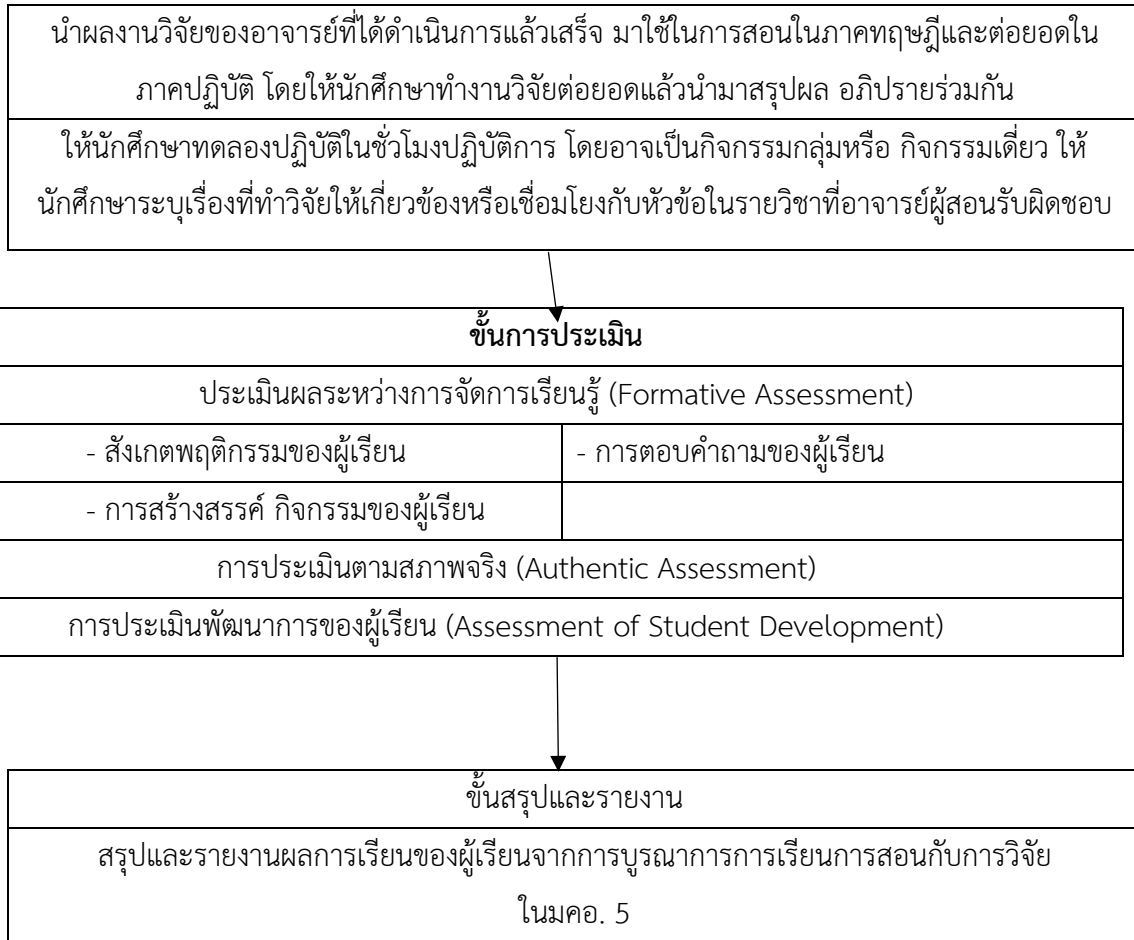 นำผลงานวิจัยของอาจารย์ที่ได้ดำเนินการแล้วเสร็จ มาใช้ในการสอนในภาคทฤษฎีและต่อยอดใน
ภาคปฏิบัติ โดยให้นักศึกษาทำงานวิจัยต่อยอดแล้วนำมาสรุปผล อภิปรายร่วมกัน
ให้นักศึกษาทดลองปฏิบัติในชั่วโมงปฏิบัติการ โดยอาจเป็นกิจกรรมกลุ่มหรือ กิจกรรมเดี่ยว ให้
นักศึกษาระบุเรื่องที่ทำวิจัยให้เกี่ยวข้องหรือเชื่อมโยงกับหัวข้อในรายวิชาที่อาจารย์ผู้สอนรับผิดชอบ
ขั้นการประเมิน
ประเมินผลระหว่างการจัดการเรียนรู้ (Formative Assessment)
- สังเกตพฤติกรรมของผู้เรียน - การตอบคำถามของผู้เรียน
- การสร้างสรรค์ กิจกรรมของผู้เรียน
การประเมินตามสภาพจริง (Authentic Assessment)
การประเมินพัฒนาการของผู้เรียน (Assessment of Student Development)
ขั้นสรุปและรายงาน
สรุปและรายงานผลการเรียนของผู้เรียนจากการบูรณาการการเรียนการสอนกับการวิจัย
ในมคอ. 5